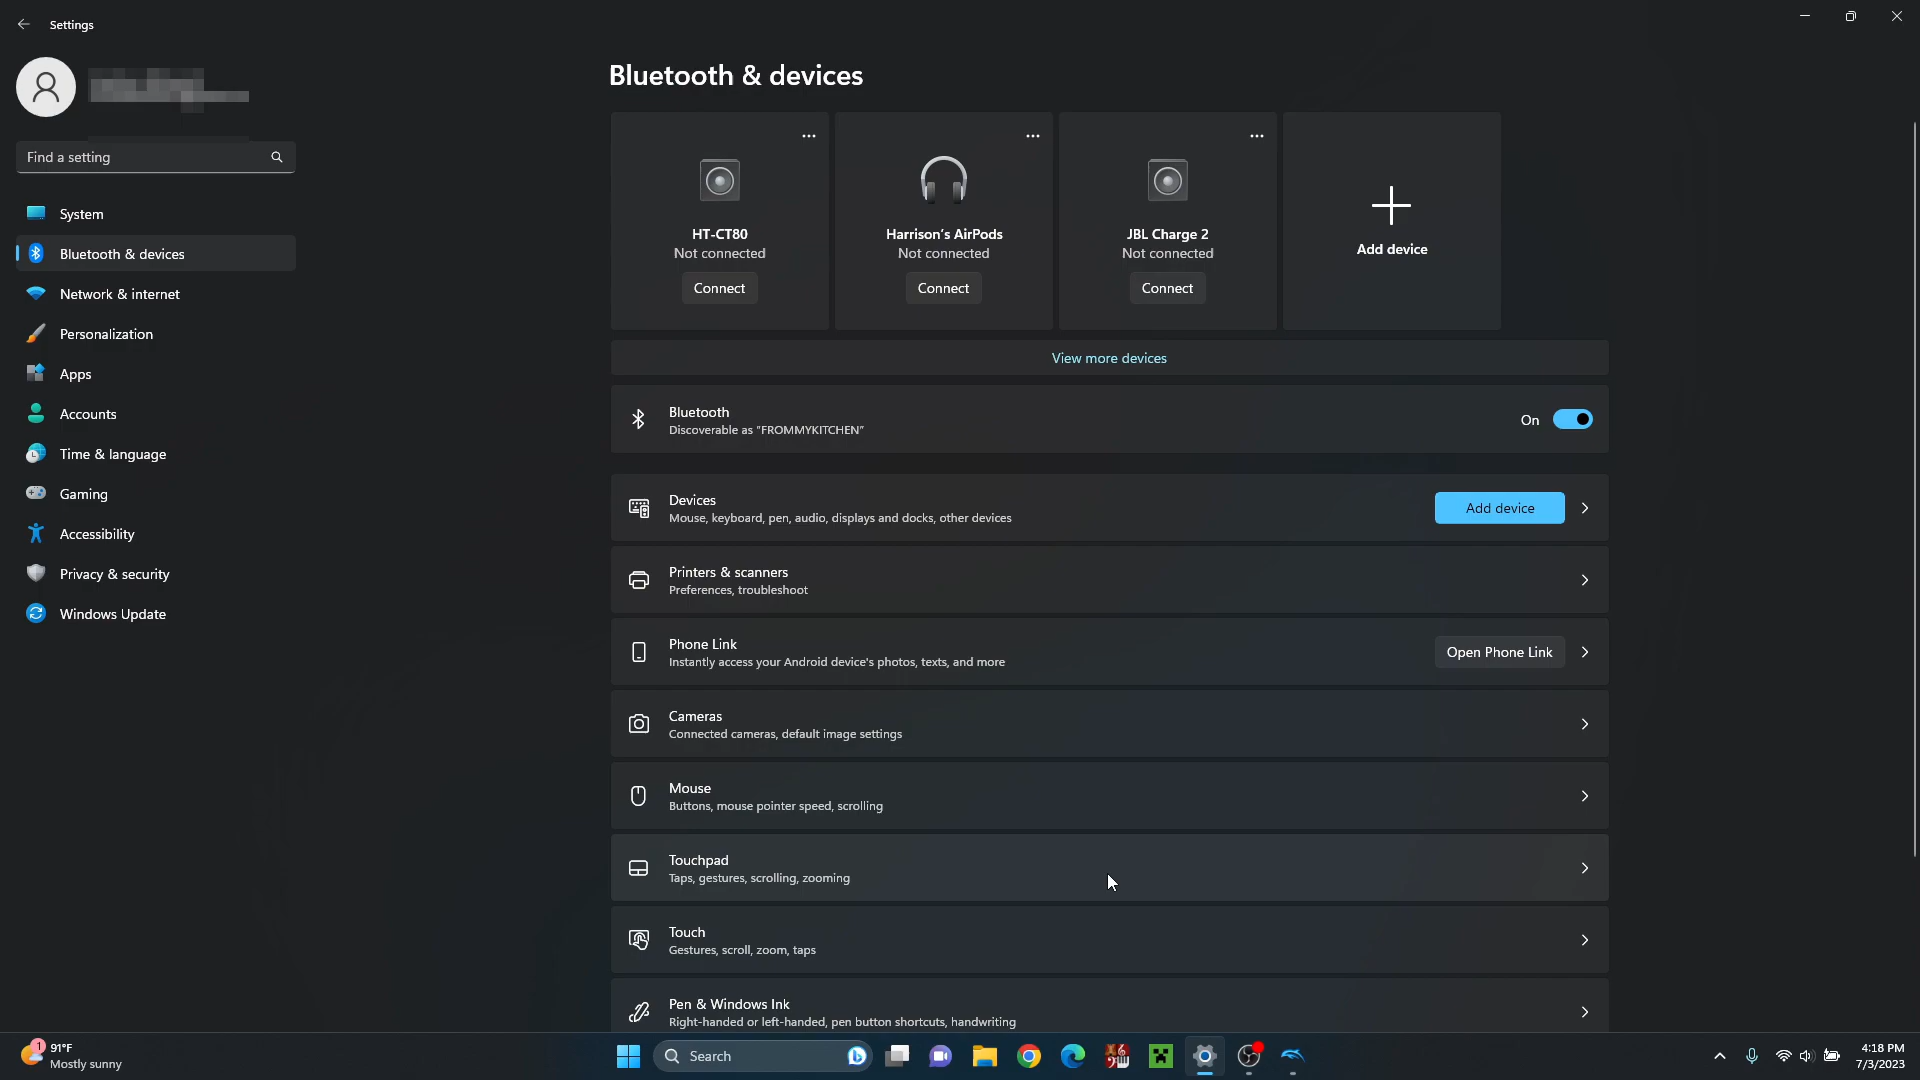 Settings
Bluetooth & devices
Find a setting
System
Bluetooth & devices
Network & internet
Personalization
Apps
Accounts
Time & language
Gaming
Accessibility
Privacy & security
Windows Update
HT-CT80
Not connected
Connect
Harrison's AirPods
Not connected
Connect
JBL Charge 2
Not connected
Connect
Add device
View more devices
Bluetooth
Discoverable as "FROMMYKITCHEN"
On
Devices
Mouse, keyboard, pen, audio, displays and docks, other devices
Add device
Printers & scanners
Preferences, troubleshoot
Phone Link
Instantly access your Android device's photos, texts, and more
Open Phone Link
Cameras
Connected cameras, default image settings
Mouse
Buttons, mouse pointer speed, scrolling
Touchpad
Taps, gestures, scrolling, zooming
Touch
Gestures, scroll, zoom, taps
Pen & Windows Ink
Right-handed or left-handed, pen button shortcuts, handwriting
1
91°F
Mostly sunny
Search
4:18 PM
7/3/2023